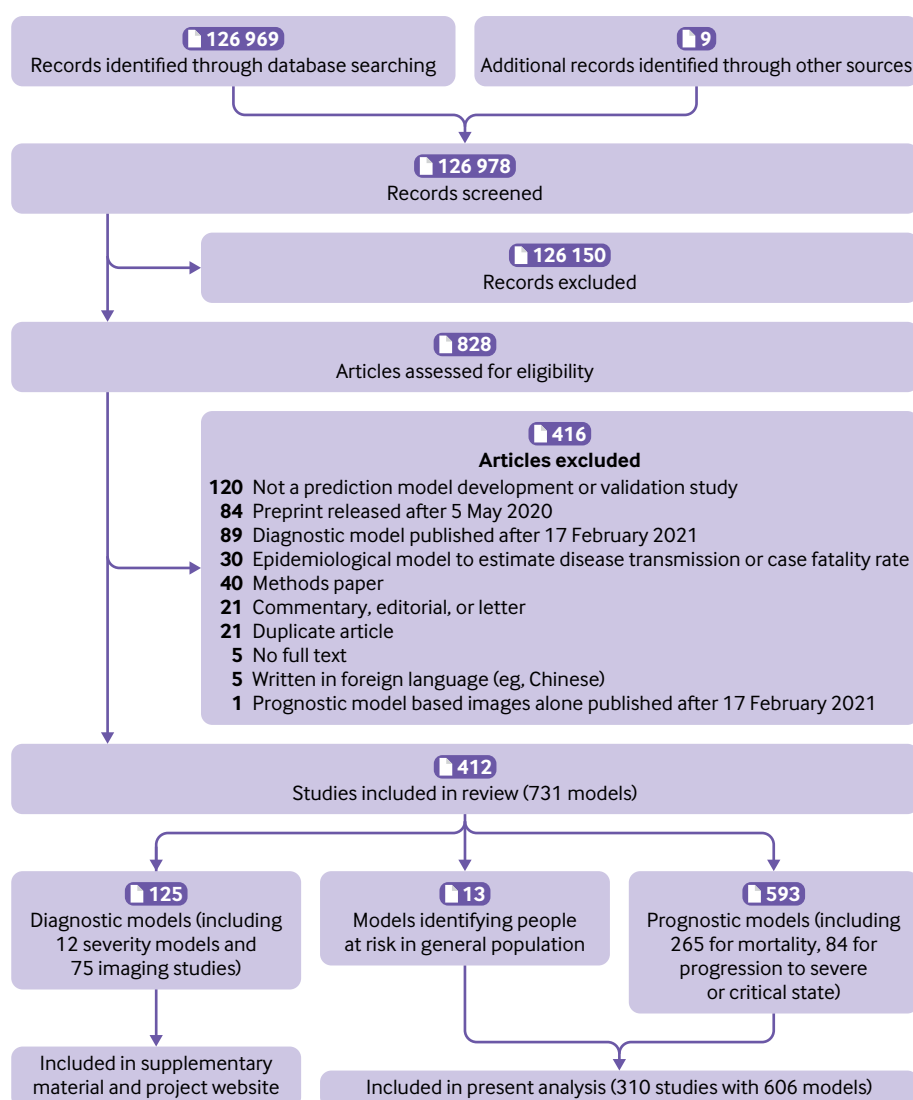 126 969
Records identified through database searching
9
Additional records identified through other sources
126 978
Records screened
126 150
Records excluded
828
Articles assessed for eligibility
416
Articles excluded
120 Not a prediction model development or validation study
84 Preprint released after 5 May 2020
89 Diagnostic model published after 17 February 2021
30 Epidemiological model to estimate disease transmission or case fatality rate
40 Methods paper
21 Commentary, editorial, or letter
21 Duplicate article
5 No full text
5 Written in foreign language (eg, Chinese)
1 Prognostic model based images alone published after 17 February 2021
412
Studies included in review (731 models)
125
Diagnostic models (including
12 severity models and
75 imaging studies)
13
Models identifying people
at risk in general population
593
Prognostic models (including
265 for mortality, 84 for
progression to severe
or critical state)
Included in supplementary
material and project website
Included in present analysis (310 studies with 606 models)